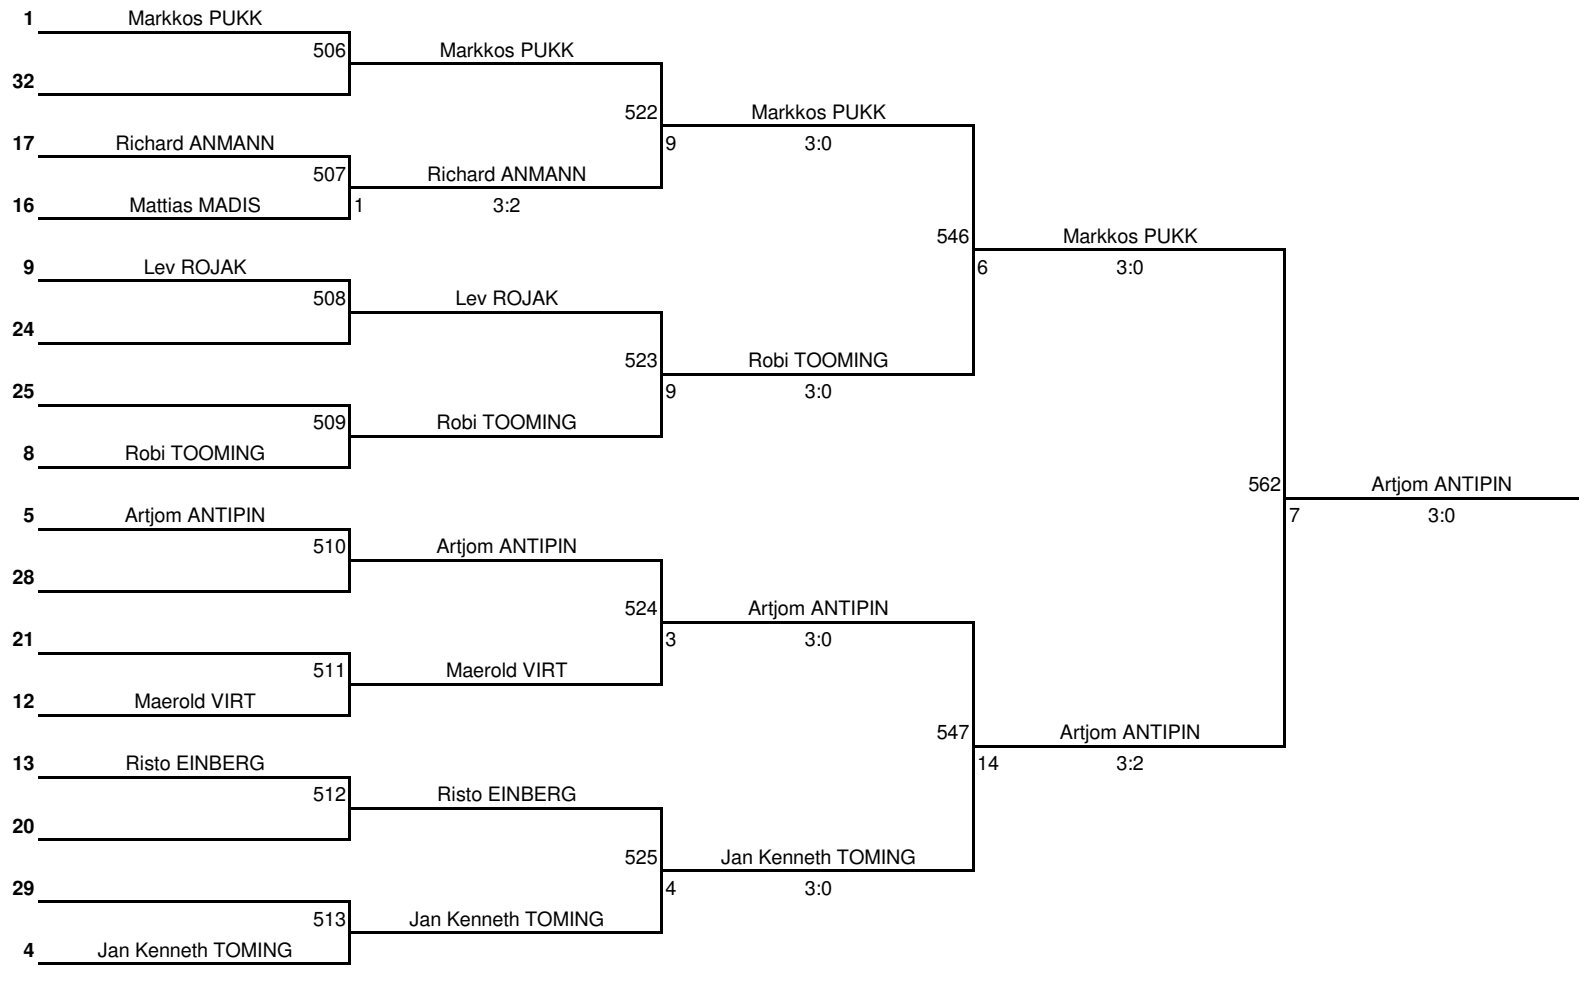 1 Markkos PUKK
506 Markkos PUKK
32
522 Markkos PUKK
17 Richard ANMANN
9 3:0
507 Richard ANMANN
16 Mattias MADIS 1 3:2
546 Markkos PUKK
9 Lev ROJAK
6 3:0
508 Lev ROJAK
24
523 Robi TOOMING
25
9 3:0
509 Robi TOOMING
8 Robi TOOMING
562 Artjom ANTIPIN
5 Artjom ANTIPIN
7 3:0
510 Artjom ANTIPIN
28
524 Artjom ANTIPIN
21
3 3:0
511 Maerold VIRT
12 Maerold VIRT
547 Artjom ANTIPIN
13 Risto EINBERG
14 3:2
512 Risto EINBERG
20
525 Jan Kenneth TOMING
29
4 3:0
513 Jan Kenneth TOMING
4 Jan Kenneth TOMING